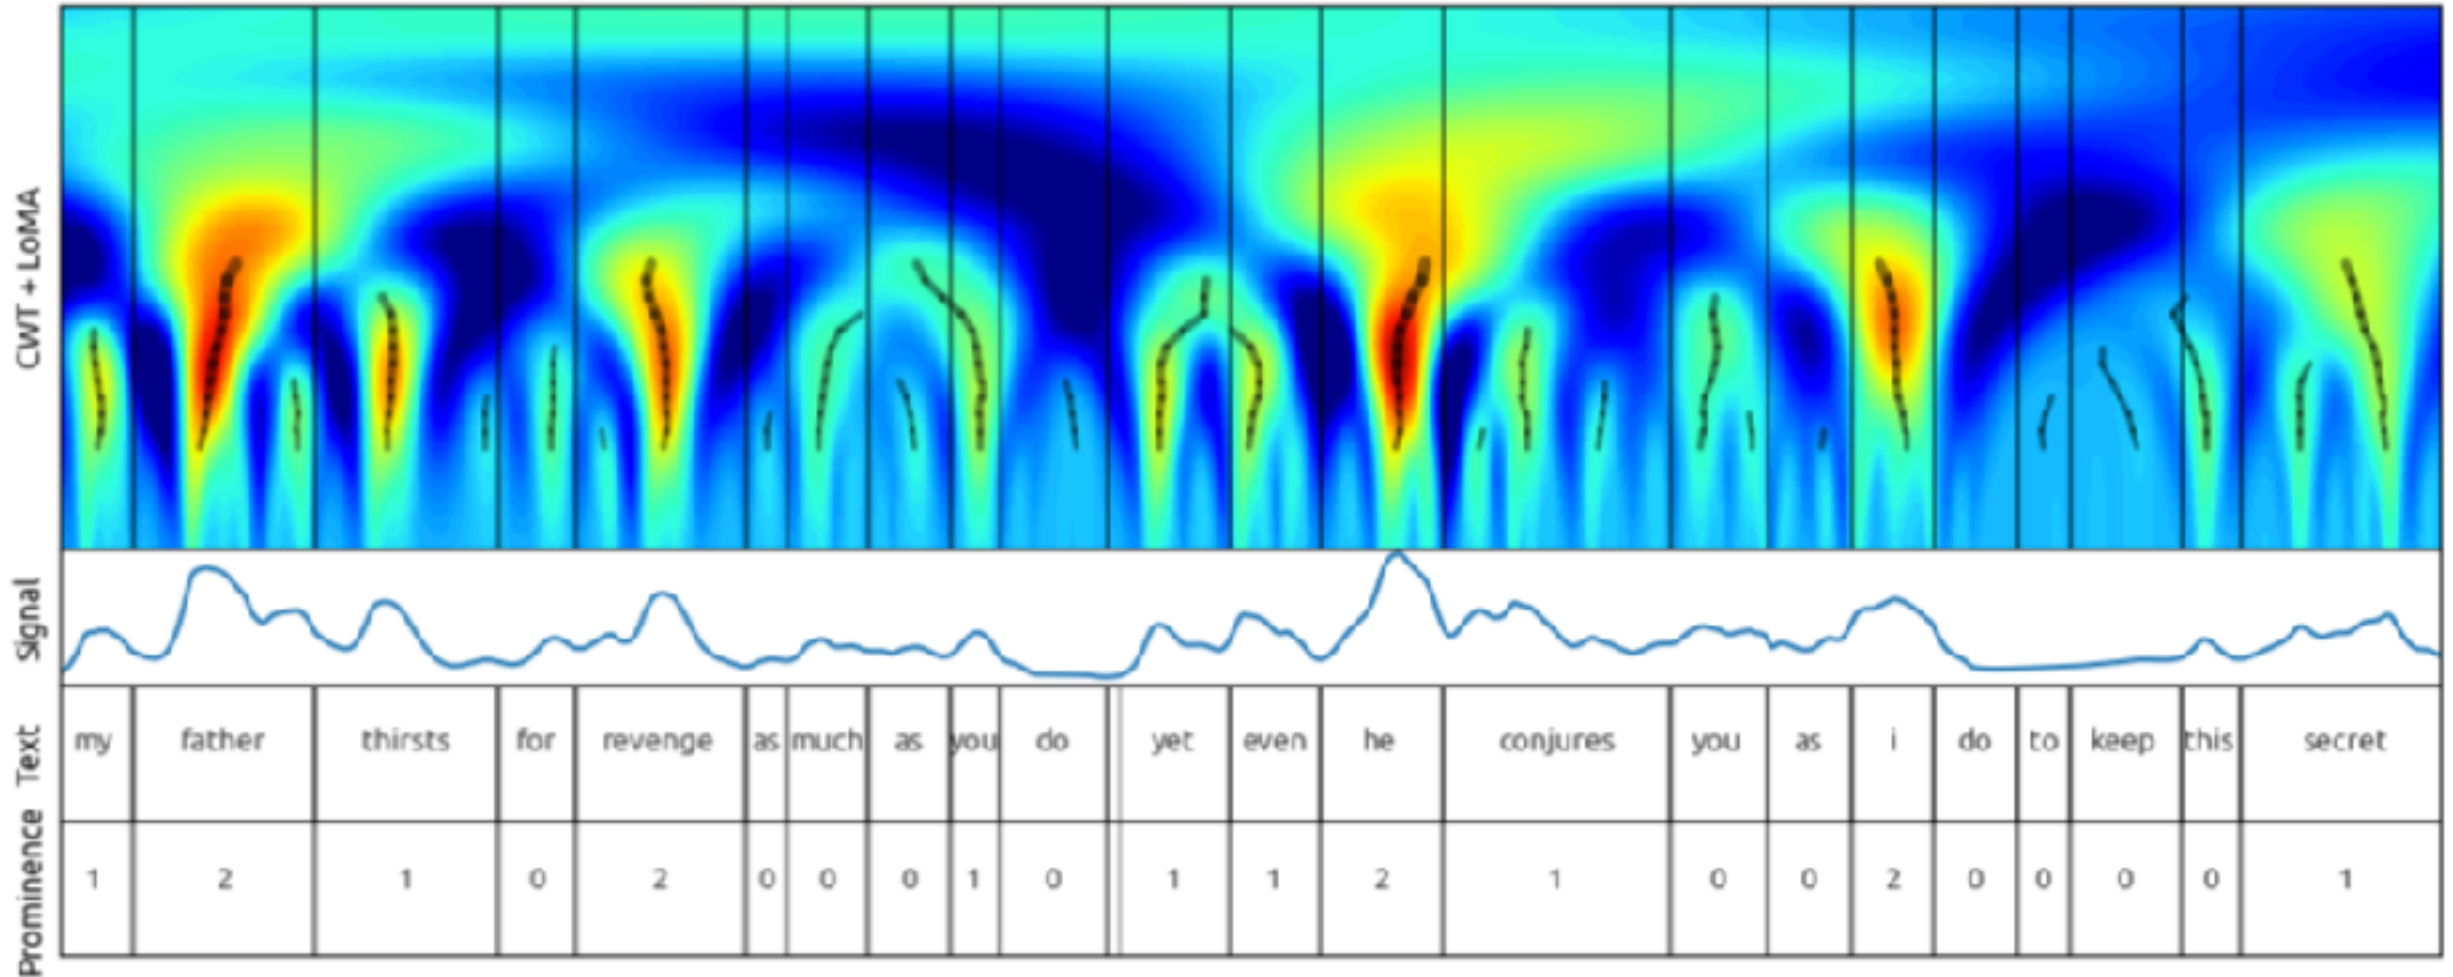 CWT + LoMA
Signal
Text
my father thirsts for revenge as much as you do yet even he conjures you as i do to keep this secret
Prominence
1 2 1 0 2 0 0 0 1 0 1 1 2 1 0 0 2 0 0 0 0 1